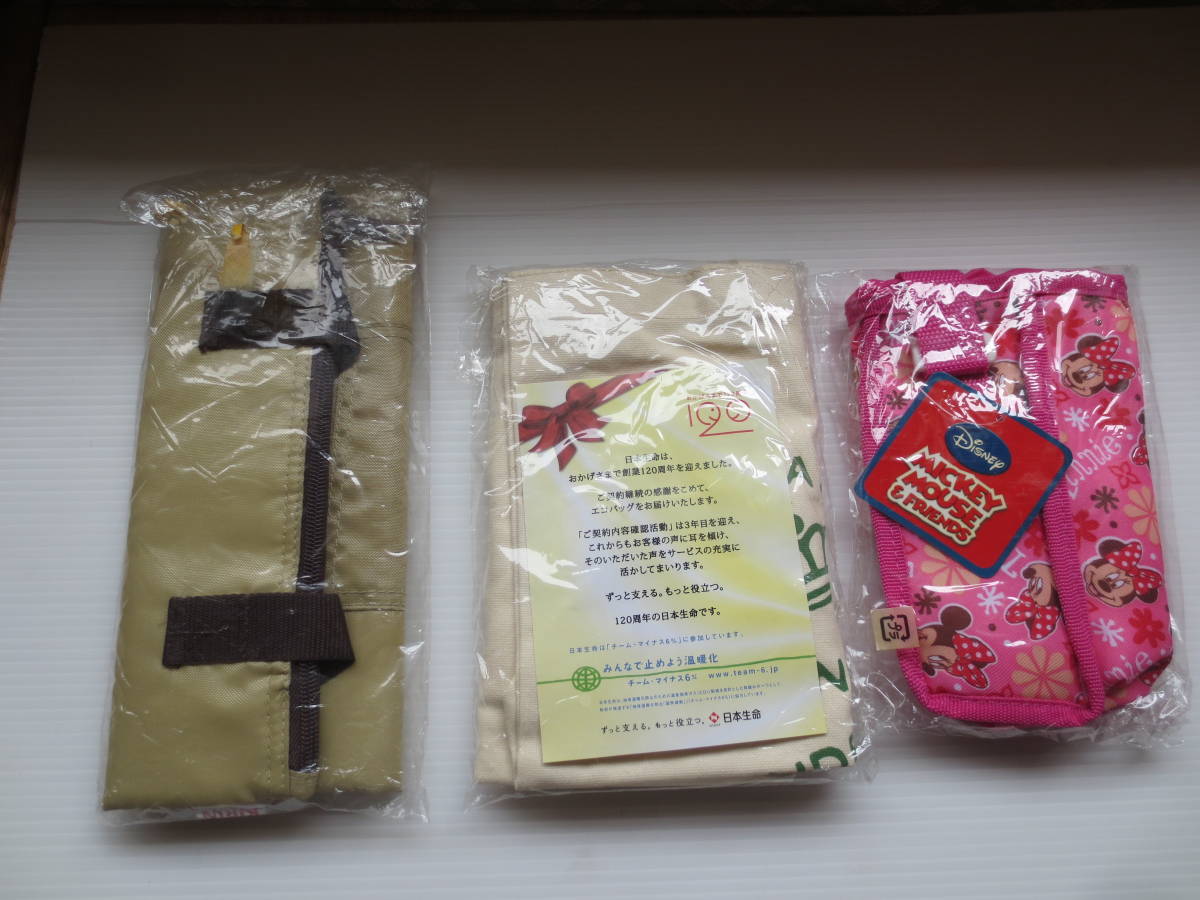 120
日本生命は、
おかげさまで創業120周年を迎えました。
ご契約継続の感謝をこめて、
エコバッグをお届けいたします。
「ご契約内容確認活動」は3年目を迎え、
これからもお客様の声に耳を傾け、
そのいただいた声をサービスの充実に
活かしてまいります。
ずっと支える。もっと役立つ。
120周年の日本生命です。
日本生命は「チーム・マイナス6%」に参加しています。
みんなで止めよう温暖化
チーム・マイナス6% www.team-6.jp
ずっと支える。もっと役立つ。 日本生命
Disney
MICKEY
MOUSE
& FRIENDS
プラ